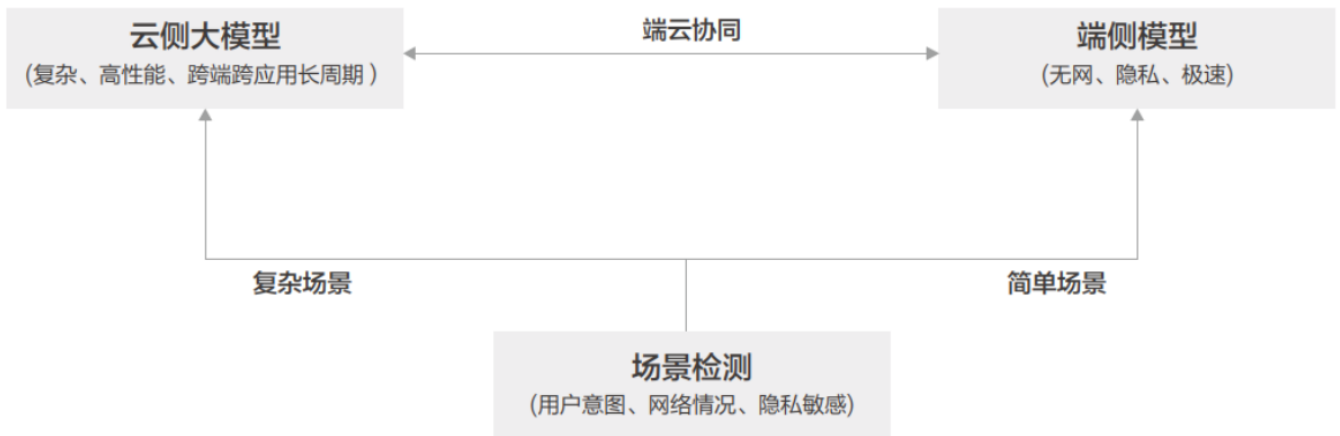 云侧大模型
(复杂、高性能、跨端跨应用长周期 )
端云协同
端侧模型
(无网、隐私、极速)
复杂场景
简单场景
场景检测
(用户意图、网络情况、隐私敏感)